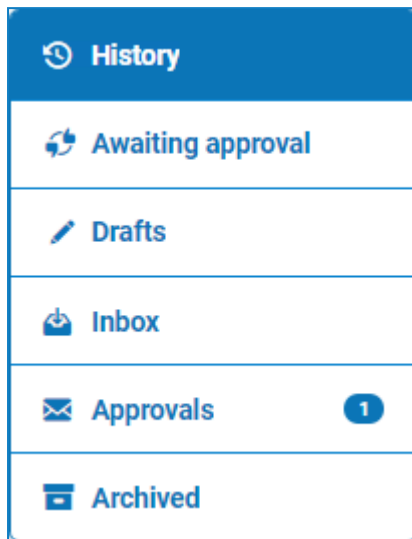 History
Awaiting approval
Drafts
Inbox
Approvals 1
Archived